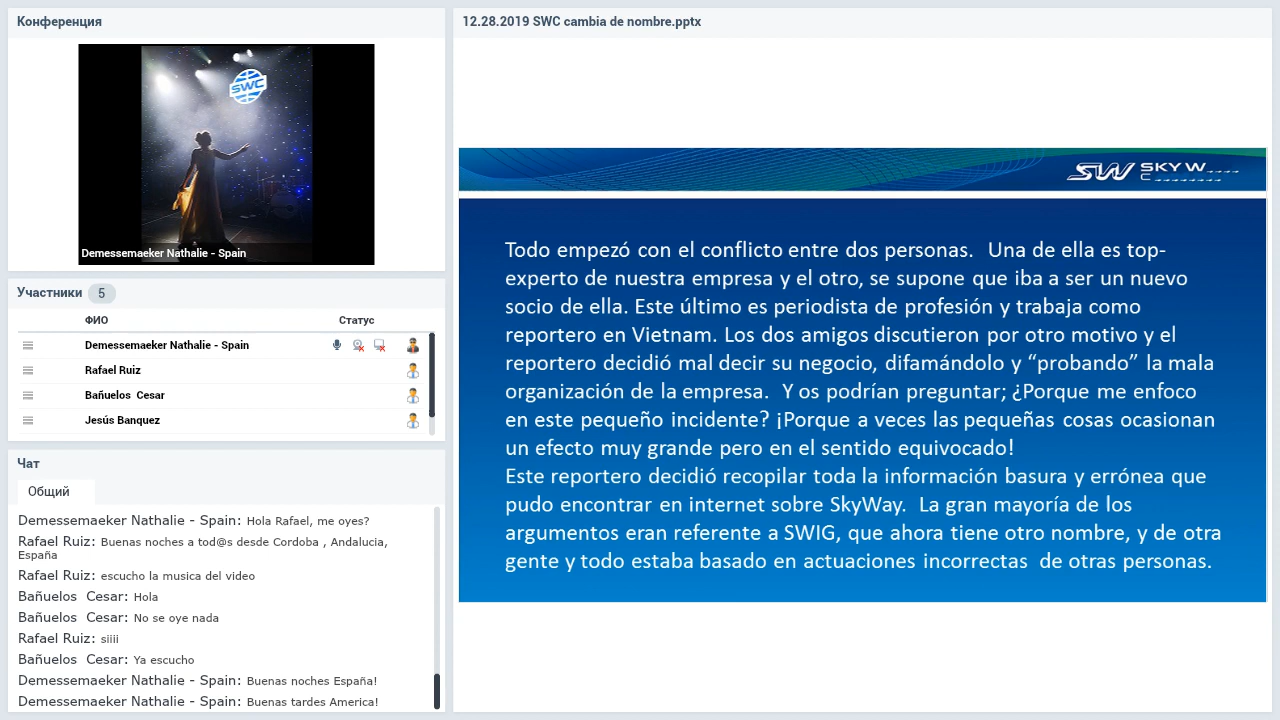 Конференция
SWC
Demessemaeker Nathalie - Spain
Участники 5
ФИО Статус
Demessemaeker Nathalie - Spain
Rafael Ruiz
Bañuelos Cesar
Jesús Banquez
Чат
Общий
Demessemaeker Nathalie - Spain: Hola Rafael, me oyes?
Rafael Ruiz: Buenas noches a tod@s desde Cordoba , Andalucia,
España
Rafael Ruiz: escucho la musica del video
Bañuelos Cesar: Hola
Bañuelos Cesar: No se oye nada
Rafael Ruiz: siiii
Bañuelos Cesar: Ya escucho
Demessemaeker Nathalie - Spain: Buenas noches España!
Demessemaeker Nathalie - Spain: Buenas tardes America!
12.28.2019 SWC cambia de nombre.pptx
SW SKY W
C
Todo empezó con el conflicto entre dos personas. Una de ella es top-
experto de nuestra empresa y el otro, se supone que iba a ser un nuevo
socio de ella. Este último es periodista de profesión y trabaja como
reportero en Vietnam. Los dos amigos discutieron por otro motivo y el
reportero decidió mal decir su negocio, difamándolo y “probando” la mala
organización de la empresa. Y os podrían preguntar; ¿Porque me enfoco
en este pequeño incidente? ¡Porque a veces las pequeñas cosas ocasionan
un efecto muy grande pero en el sentido equivocado!
Este reportero decidió recopilar toda la información basura y errónea que
pudo encontrar en internet sobre SkyWay. La gran mayoría de los
argumentos eran referente a SWIG, que ahora tiene otro nombre, y de otra
gente y todo estaba basado en actuaciones incorrectas de otras personas.